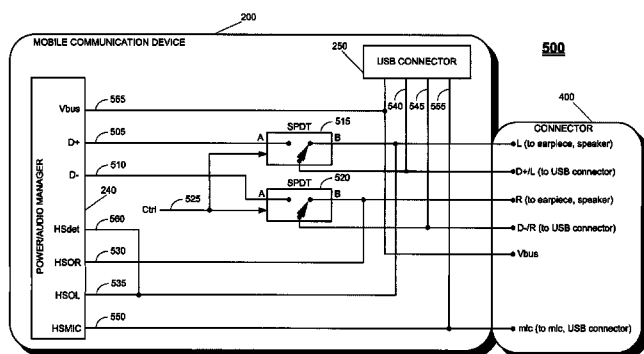 200
MOBILE COMMUNICATION DEVICE
250
USB CONNECTOR
500
540
545
555
400
CONNECTOR
Vbus
565
SPDT
515
D+
505
A
B
L (to earpiece, speaker)
D+/L (to USB connector)
D-
510
SPDT
520
A
B
R (to earpiece, speaker)
Ctrl
525
D-/R (to USB connector)
POWER/AUDIO MANAGER
240
HSdet
560
Vbus
HSOR
530
HSOL
535
HSMIC
550
mic (to mic, USB connector)